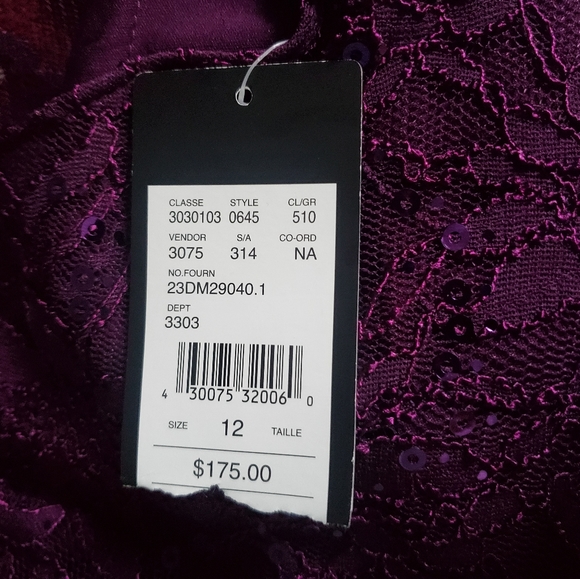 CLASSE STYLE CL/GR
3030103 0645 510
VENDOR S/A CO-ORD
3075 314 NA
NO.FOURN
23DM29040.1
DEPT
3303
4 30075 32006 0
SIZE 12 TAILLE
$175.00